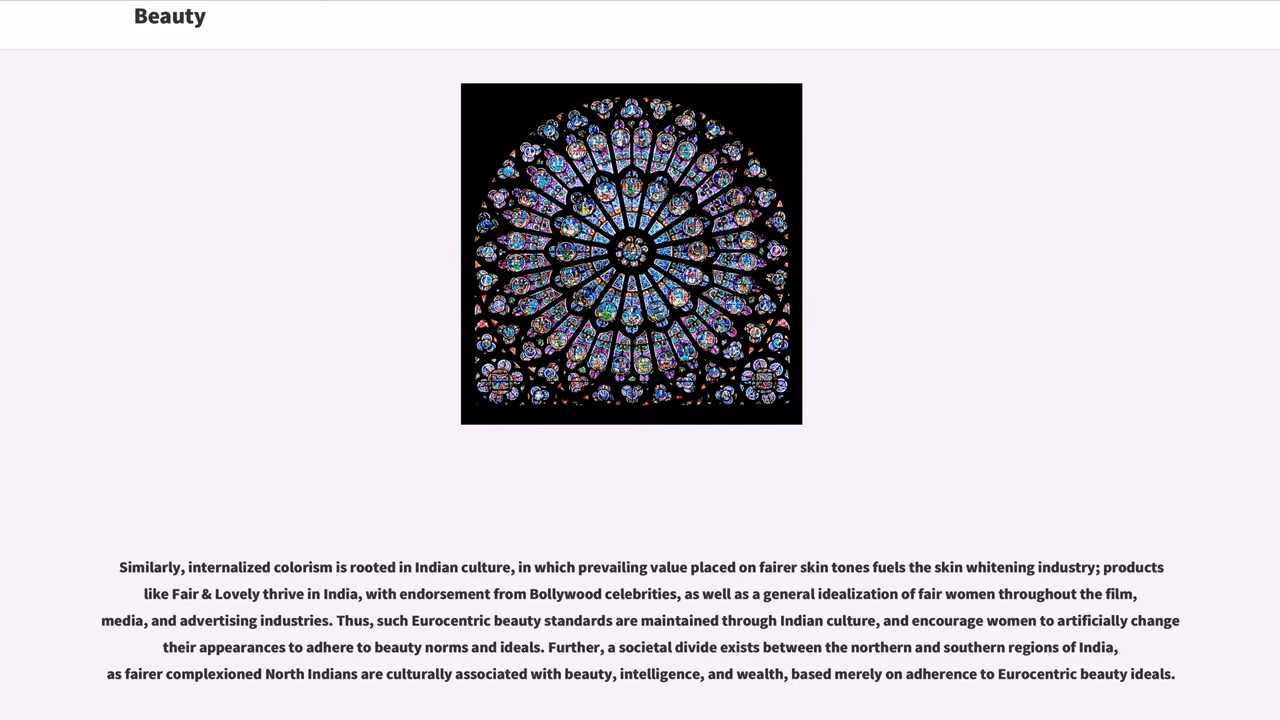 Beauty
Similarly, internalized colorism is rooted in Indian culture, in which prevailing value placed on fairer skin tones fuels the skin whitening industry; products
like Fair & Lovely thrive in India, with endorsement from Bollywood celebrities, as well as a general idealization of fair women throughout the film,
media, and advertising industries. Thus, such Eurocentric beauty standards are maintained through Indian culture, and encourage women to artificially change
their appearances to adhere to beauty norms and ideals. Further, a societal divide exists between the northern and southern regions of India,
as fairer complexioned North Indians are culturally associated with beauty, intelligence, and wealth, based merely on adherence to Eurocentric beauty ideals.